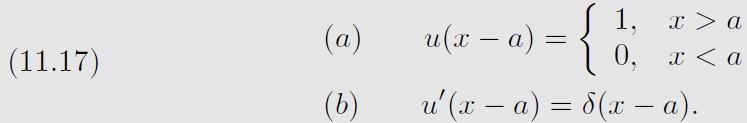 (11.17)
(a) u(x − a) = { 1, x > a
0, x < a
(b) u′(x − a) = δ(x − a).